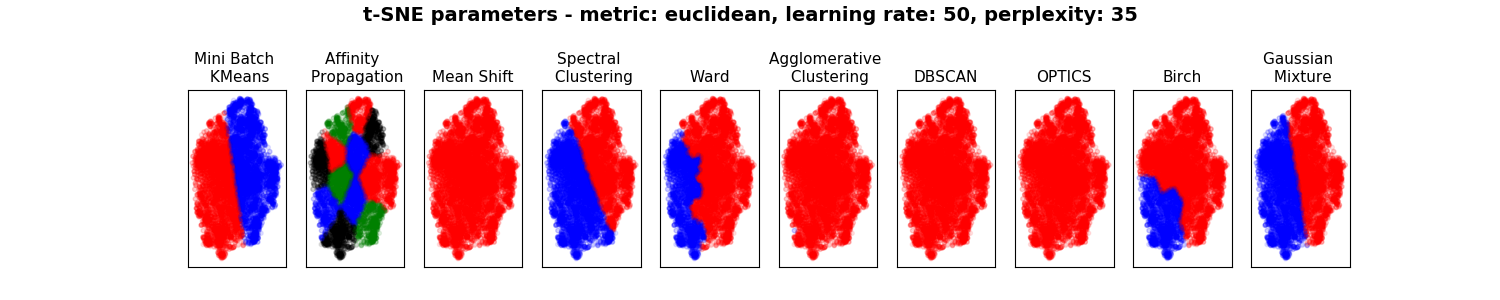 t-SNE parameters - metric: euclidean, learning rate: 50, perplexity: 35
Mini Batch
KMeans
Affinity
Propagation
Mean Shift
Spectral
Clustering
Ward
Agglomerative
Clustering
DBSCAN
OPTICS
Birch
Gaussian
Mixture